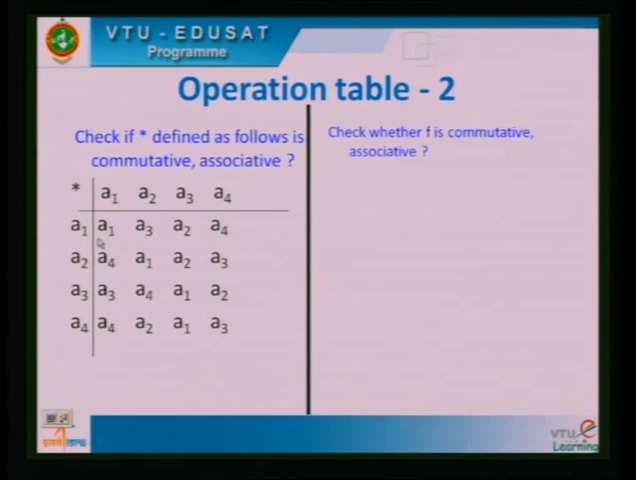 VTU - EDUSAT
Programme
Operation table - 2
Check if * defined as follows is
commutative, associative ?
* a1 a2 a3 a4
a1 a1 a3 a2 a4
a2 a4 a1 a2 a3
a3 a3 a4 a1 a2
a4 a4 a2 a1 a3
Check whether f is commutative,
associative ?
VTU e
Learning